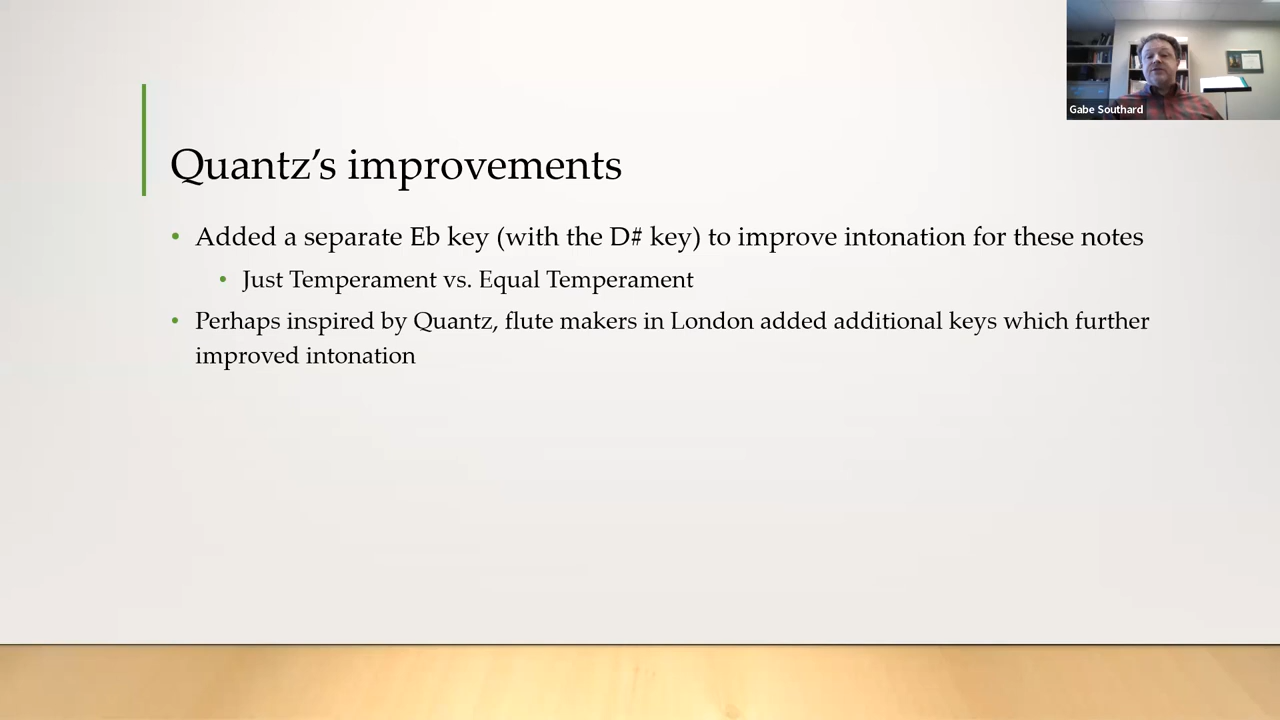 Gabe Southard
Quantz’s improvements
• Added a separate Eb key (with the D# key) to improve intonation for these notes
• Just Temperament vs. Equal Temperament
• Perhaps inspired by Quantz, flute makers in London added additional keys which further
improved intonation